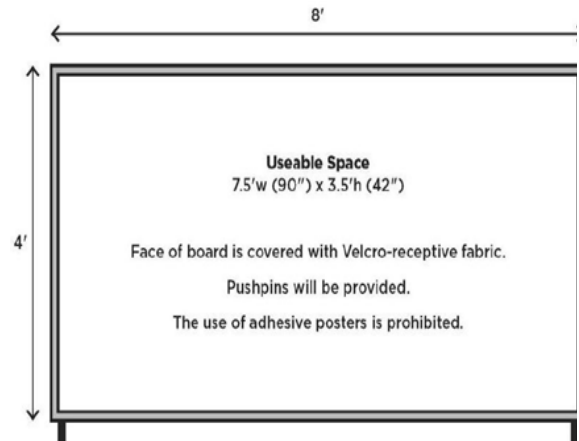 8'
Useable Space
7.5'w (90") x 3.5'h (42")
4'
Face of board is covered with Velcro-receptive fabric.
Pushpins will be provided.
The use of adhesive posters is prohibited.